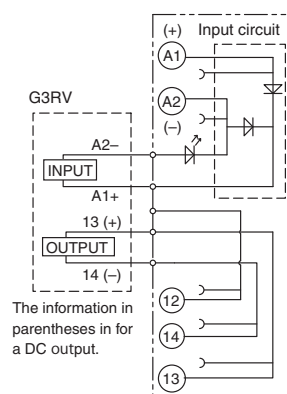 (+) Input circuit
A1
G3RV
A2
(–)
A2–
INPUT
A1+
13 (+)
OUTPUT
14 (–)
12
14
13
The information in
parentheses in for
a DC output.